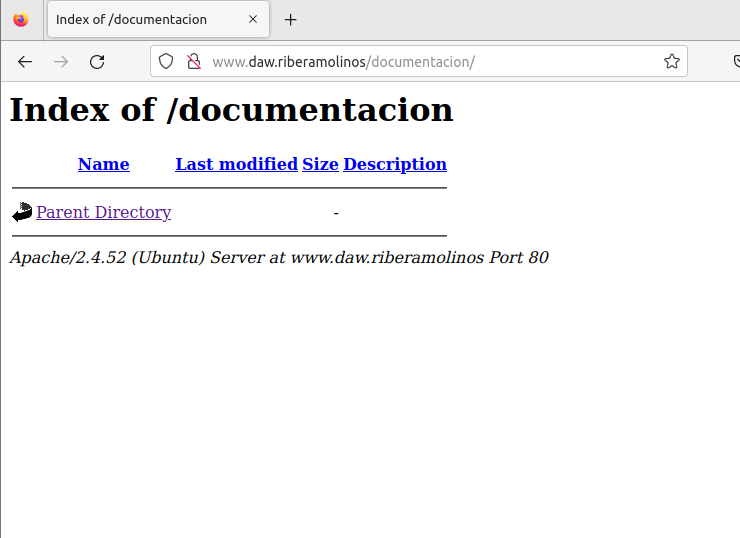 Index of /documentacion
www.daw.riberamolinos/documentacion/
Index of /documentacion
Name Last modified Size Description
Parent Directory -
Apache/2.4.52 (Ubuntu) Server at www.daw.riberamolinos Port 80